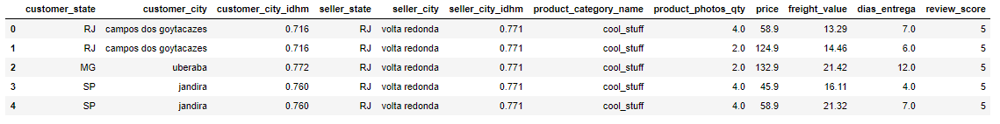 customer_state customer_city customer_city_idhm seller_state seller_city seller_city_idhm product_category_name product_photos_qty price freight_value dias_entrega review_score
0 RJ campos dos goytacazes 0.716 RJ volta redonda 0.771 cool_stuff 4.0 58.9 13.29 7.0 5
1 RJ campos dos goytacazes 0.716 RJ volta redonda 0.771 cool_stuff 2.0 124.9 14.46 6.0 5
2 MG uberaba 0.772 RJ volta redonda 0.771 cool_stuff 2.0 132.9 21.42 12.0 5
3 SP jandira 0.760 RJ volta redonda 0.771 cool_stuff 4.0 45.9 16.11 4.0 5
4 SP jandira 0.760 RJ volta redonda 0.771 cool_stuff 4.0 58.9 21.32 7.0 5